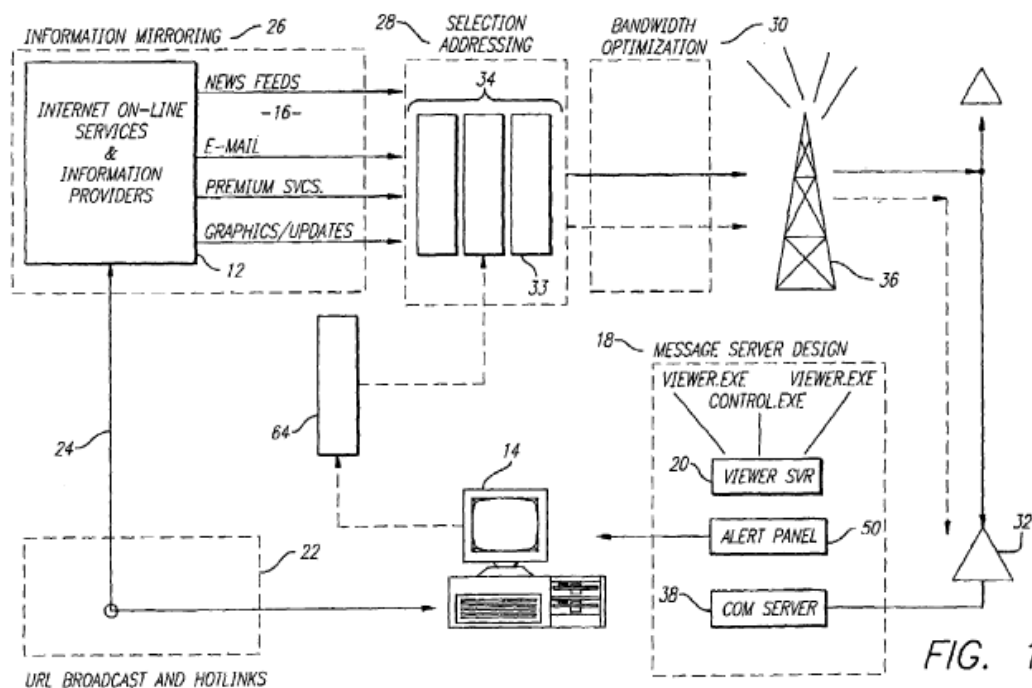 INFORMATION MIRRORING
26
28
SELECTION
ADDRESSING
BANDWIDTH
OPTIMIZATION
30
INTERNET ON-LINE
SERVICES
&
INFORMATION
PROVIDERS
NEWS FEEDS
-16-
E-MAIL
PREMIUM SVCS.
GRAPHICS/UPDATES
12
34
33
36
64
24
14
22
URL BROADCAST AND HOTLINKS
18
MESSAGE SERVER DESIGN
VIEWER.EXE
VIEWER.EXE
CONTROL.EXE
20
VIEWER SVR
ALERT PANEL
50
38
COM SERVER
32
FIG. 1